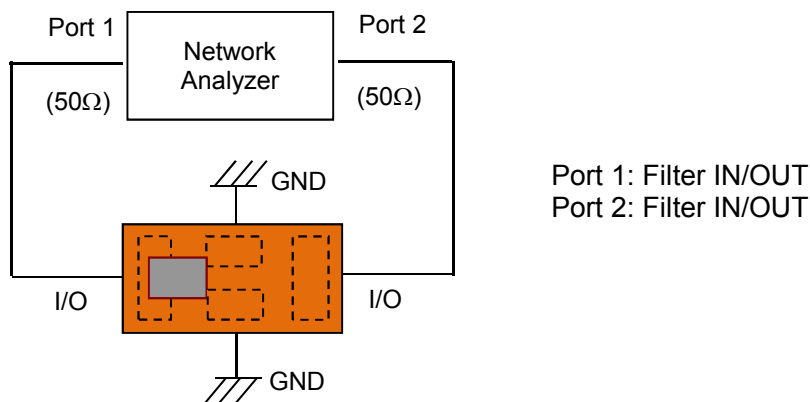 Port 1
Network
Analyzer
Port 2
(50Ω)
(50Ω)
GND
Port 1: Filter IN/OUT
Port 2: Filter IN/OUT
I/O
I/O
GND